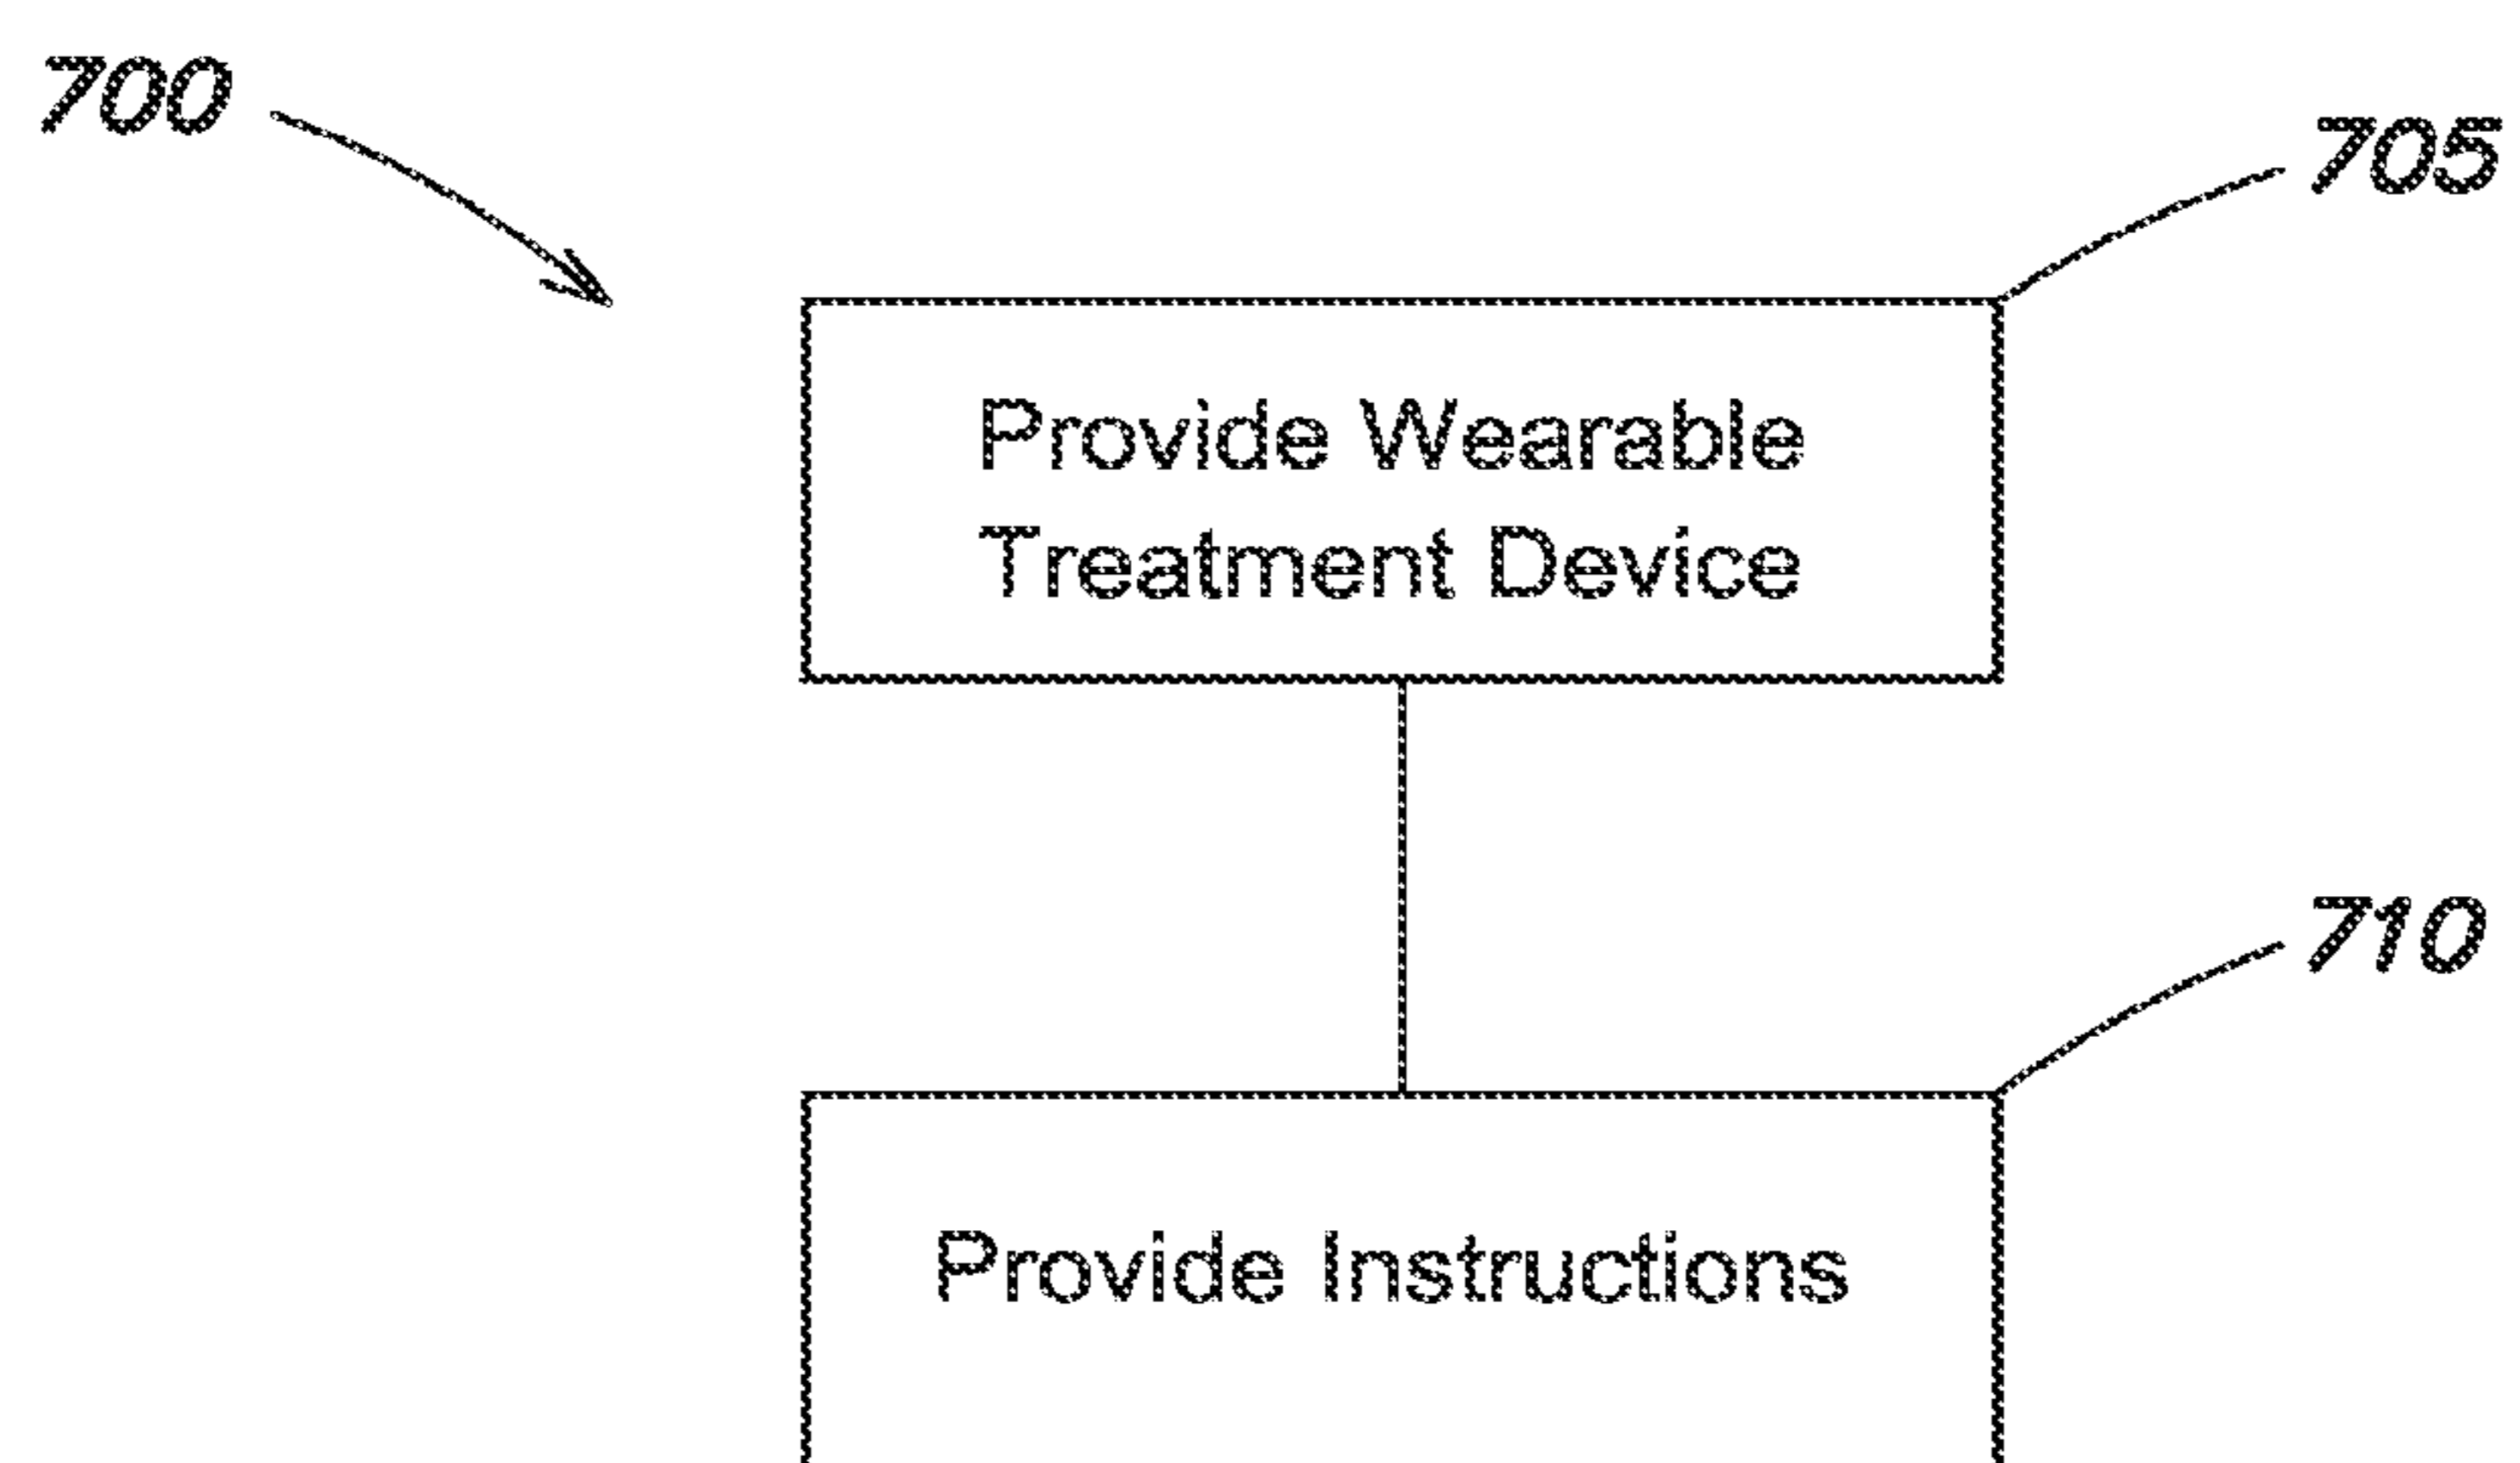 700
705
Provide Wearable
Treatment Device
710
Provide Instructions